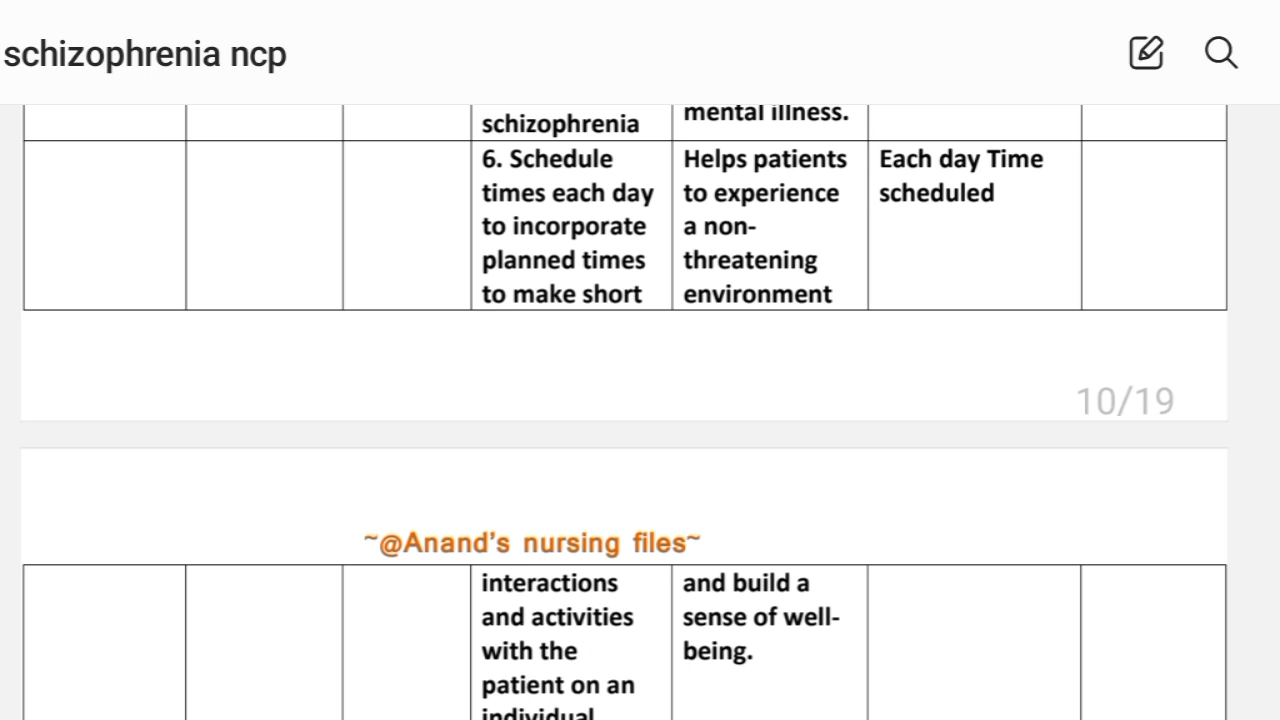 schizophrenia ncp
schizophrenia
mental illness.
6. Schedule
times each day
to incorporate
planned times
to make short
Helps patients
to experience
a non-
threatening
environment
Each day Time
scheduled
10/19
~@Anand's nursing files~
interactions
and activities
with the
patient on an
individual
and build a
sense of well-
being.